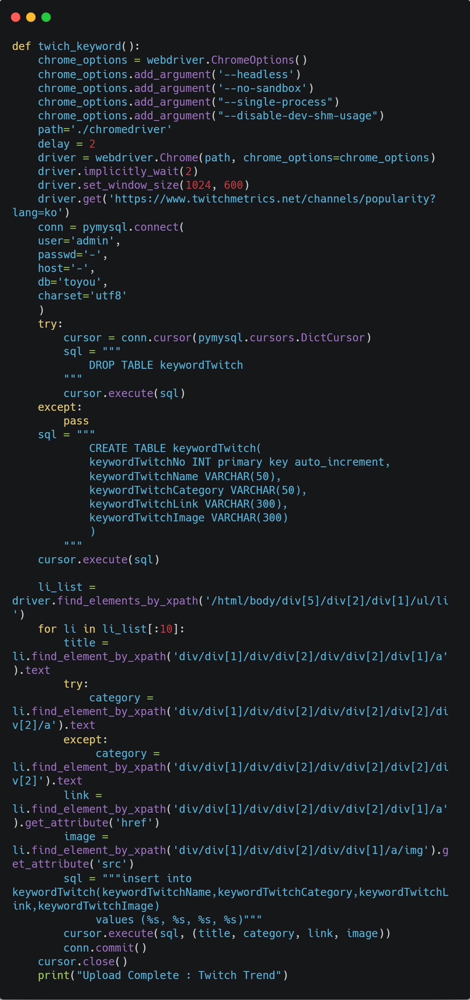 def twich_keyword():
    chrome_options = webdriver.ChromeOptions()
    chrome_options.add_argument('--headless')
    chrome_options.add_argument('--no-sandbox')
    chrome_options.add_argument("--single-process")
    chrome_options.add_argument("--disable-dev-shm-usage")
    path='./chromedriver'
    delay = 2
    driver = webdriver.Chrome(path, chrome_options=chrome_options)
    driver.implicitly_wait(2)
    driver.set_window_size(1024, 600)
    driver.get('https://www.twitchmetrics.net/channels/popularity?
lang=ko')
    conn = pymysql.connect(
    user='admin',
    passwd='-',
    host='-',
    db='toyou',
    charset='utf8'
    )
    try:
        cursor = conn.cursor(pymysql.cursors.DictCursor)
        sql = """
            DROP TABLE keywordTwitch
        """
        cursor.execute(sql)
    except:
        pass
    sql = """
            CREATE TABLE keywordTwitch(
            keywordTwitchNo INT primary key auto_increment,
            keywordTwitchName VARCHAR(50),
            keywordTwitchCategory VARCHAR(50),
            keywordTwitchLink VARCHAR(300),
            keywordTwitchImage VARCHAR(300)
            )
        """
    cursor.execute(sql)

    li_list =
driver.find_elements_by_xpath('/html/body/div[5]/div[2]/div[1]/ul/li
')
    for li in li_list[:10]:
        title =
li.find_element_by_xpath('div/div[1]/div/div[2]/div/div[2]/div[1]/a'
).text
        try:
            category =
li.find_element_by_xpath('div/div[1]/div/div[2]/div/div[2]/div[2]/di
v[2]/a').text
        except:
             category =
li.find_element_by_xpath('div/div[1]/div/div[2]/div/div[2]/div[2]/di
v[2]').text
        link =
li.find_element_by_xpath('div/div[1]/div/div[2]/div/div[2]/div[1]/a'
).get_attribute('href')
        image =
li.find_element_by_xpath('div/div[1]/div/div[2]/div/div[1]/a/img').g
et_attribute('src')
        sql = """insert into
keywordTwitch(keywordTwitchName,keywordTwitchCategory,keywordTwitchL
ink,keywordTwitchImage)
             values (%s, %s, %s, %s)"""
        cursor.execute(sql, (title, category, link, image))
        conn.commit()
    cursor.close()
    print("Upload Complete : Twitch Trend")